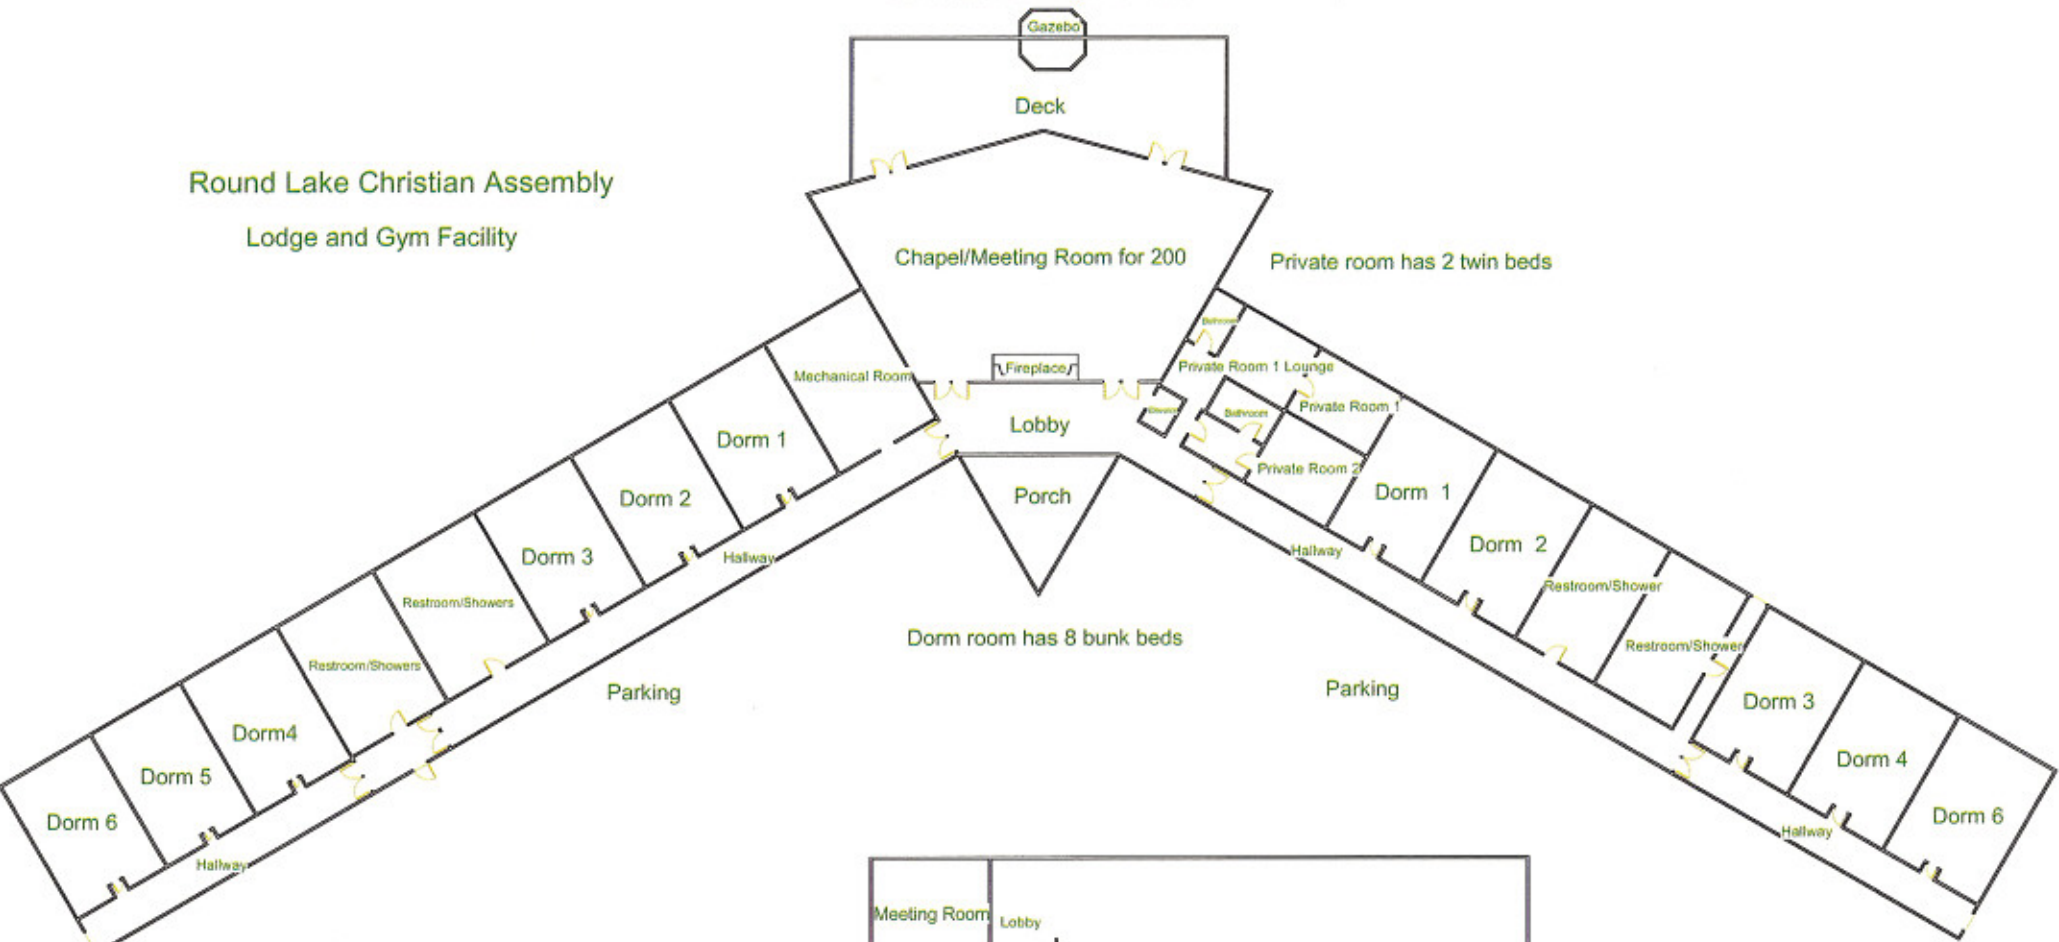 Gazebo
Deck
Round Lake Christian Assembly
Lodge and Gym Facility
Chapel/Meeting Room for 200
Private room has 2 twin beds
Bathroom
Fireplace
Private Room 1 Lounge
Mechanical Room
Private Room 1
Elevator
Bathroom
Lobby
Dorm 1
Private Room 2
Dorm 2
Porch
Dorm 1
Dorm 3
Hallway
Hallway
Dorm 2
Restroom/Showers
Restroom/Shower
Dorm room has 8 bunk beds
Restroom/Showers
Restroom/Shower
Parking
Parking
Dorm4
Dorm 3
Dorm 5
Dorm 4
Dorm 6
Dorm 6
Hallway
Hallway
Meeting Room
Lobby